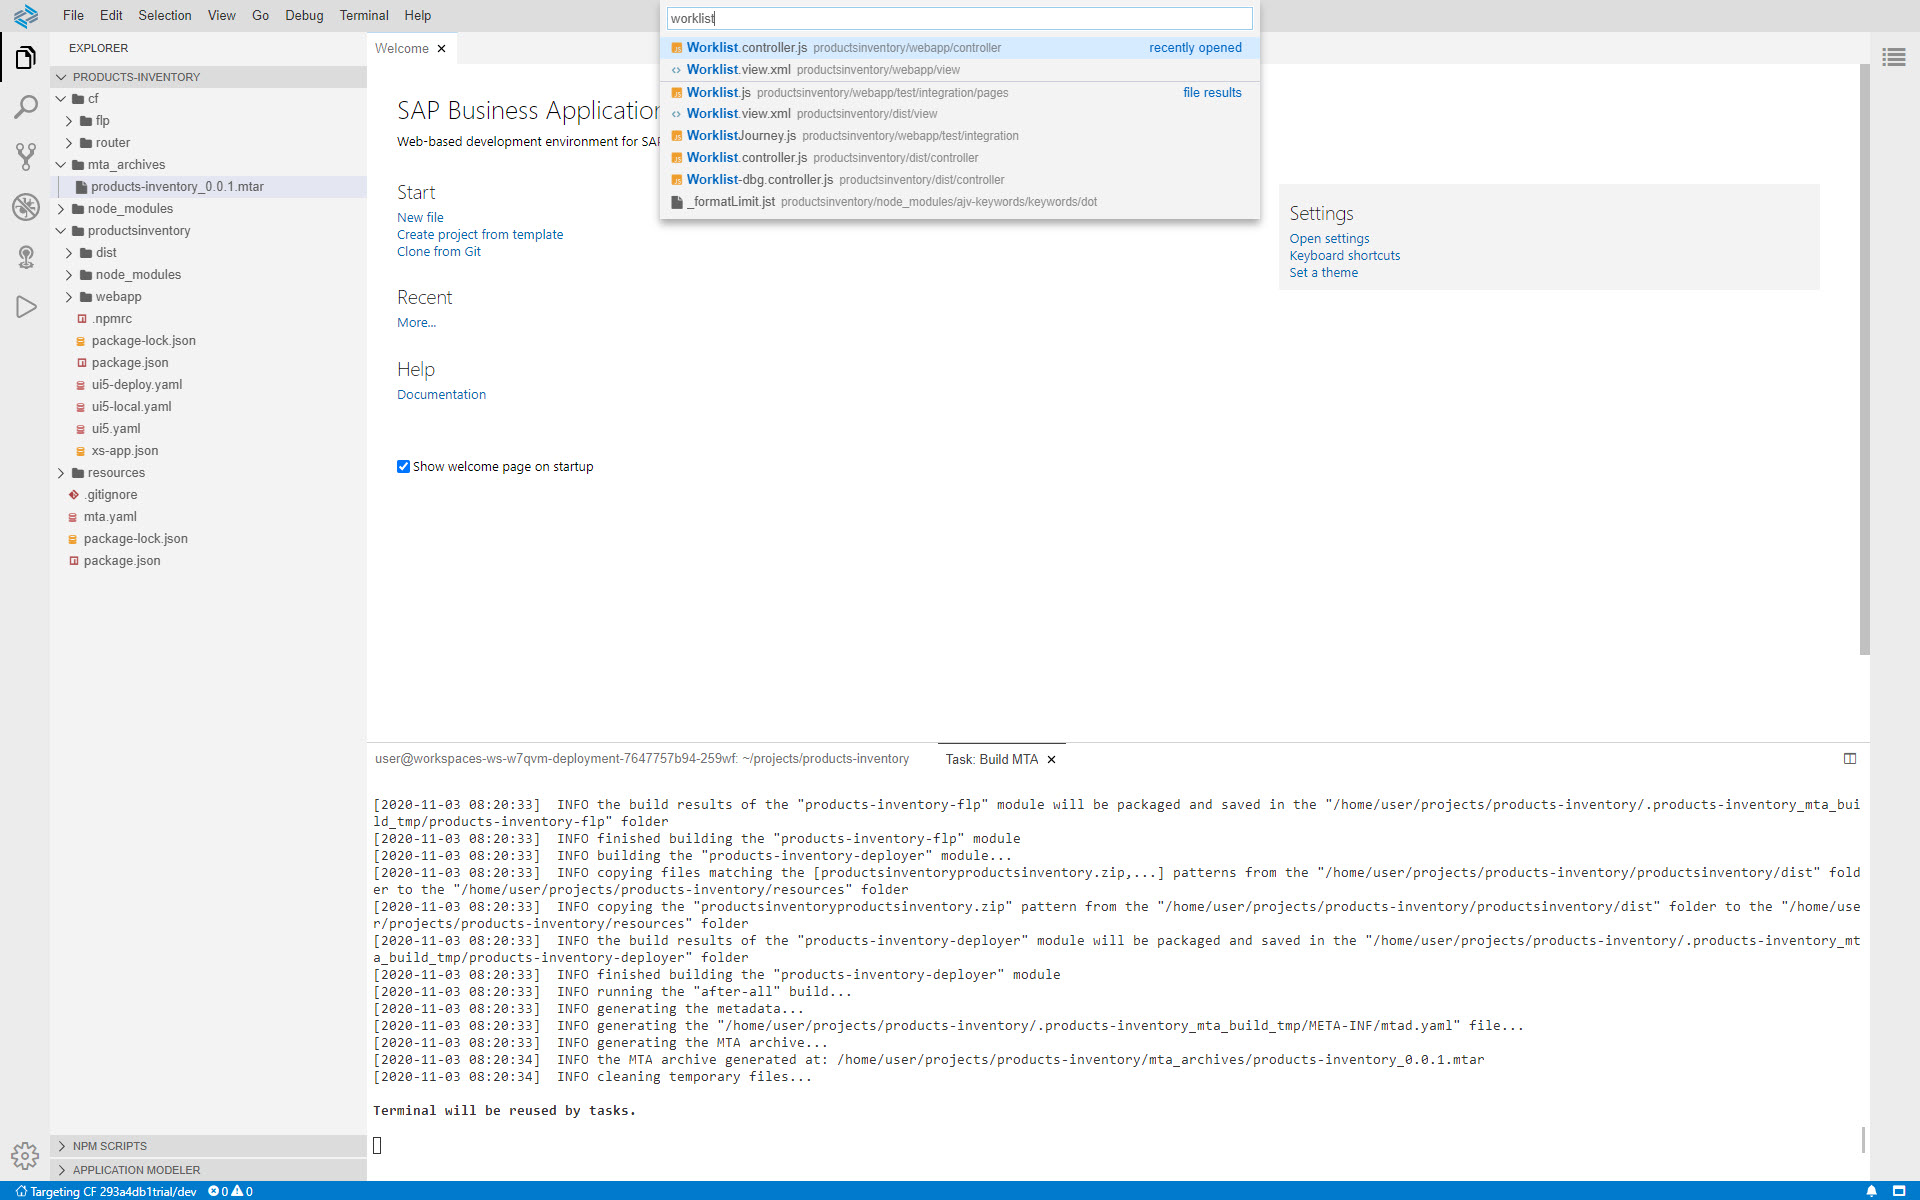 File Edit Selection View Go Debug Terminal Help
worklist
Worklist.controller.js productsinventory/webapp/controller recently opened
Worklist.view.xml productsinventory/webapp/view
Worklist.js productsinventory/webapp/test/integration/pages file results
Worklist.view.xml productsinventory/dist/view
WorklistJourney.js productsinventory/webapp/test/integration
Worklist.controller.js productsinventory/dist/controller
Worklist-dbg.controller.js productsinventory/dist/controller
_formatLimit.jst productsinventory/node_modules/ajv-keywords/keywords/dot
EXPLORER
PRODUCTS-INVENTORY
cf
flp
router
mta_archives
products-inventory_0.0.1.mtar
node_modules
productsinventory
dist
node_modules
webapp
.npmrc
package-lock.json
package.json
ui5-deploy.yaml
ui5-local.yaml
ui5.yaml
xs-app.json
resources
.gitignore
mta.yaml
package-lock.json
package.json
NPM SCRIPTS
APPLICATION MODELER
Welcome
SAP Business Application
Web-based development environment for SAP
Start
New file
Create project from template
Clone from Git
Recent
More...
Help
Documentation
Show welcome page on startup
Settings
Open settings
Keyboard shortcuts
Set a theme
user@workspaces-ws-w7qvm-deployment-7647757b94-259wf: ~/projects/products-inventory Task: Build MTA
[2020-11-03 08:20:33] INFO the build results of the "products-inventory-flp" module will be packaged and saved in the "/home/user/projects/products-inventory/.products-inventory_mta_bui
ld_tmp/products-inventory-flp" folder
[2020-11-03 08:20:33] INFO finished building the "products-inventory-flp" module
[2020-11-03 08:20:33] INFO building the "products-inventory-deployer" module...
[2020-11-03 08:20:33] INFO copying files matching the [productsinventoryproductsinventory.zip,...] patterns from the "/home/user/projects/products-inventory/productsinventory/dist" fold
er to the "/home/user/projects/products-inventory/resources" folder
[2020-11-03 08:20:33] INFO copying the "productsinventoryproductsinventory.zip" pattern from the "/home/user/projects/products-inventory/productsinventory/dist" folder to the "/home/use
r/projects/products-inventory/resources" folder
[2020-11-03 08:20:33] INFO the build results of the "products-inventory-deployer" module will be packaged and saved in the "/home/user/projects/products-inventory/.products-inventory_mt
a_build_tmp/products-inventory-deployer" folder
[2020-11-03 08:20:33] INFO finished building the "products-inventory-deployer" module
[2020-11-03 08:20:33] INFO running the "after-all" build...
[2020-11-03 08:20:33] INFO generating the metadata...
[2020-11-03 08:20:33] INFO generating the "/home/user/projects/products-inventory/.products-inventory_mta_build_tmp/META-INF/mtad.yaml" file...
[2020-11-03 08:20:33] INFO generating the MTA archive...
[2020-11-03 08:20:34] INFO the MTA archive generated at: /home/user/projects/products-inventory/mta_archives/products-inventory_0.0.1.mtar
[2020-11-03 08:20:34] INFO cleaning temporary files...
Terminal will be reused by tasks.
Targeting CF 293a4db1trial/dev 0 0